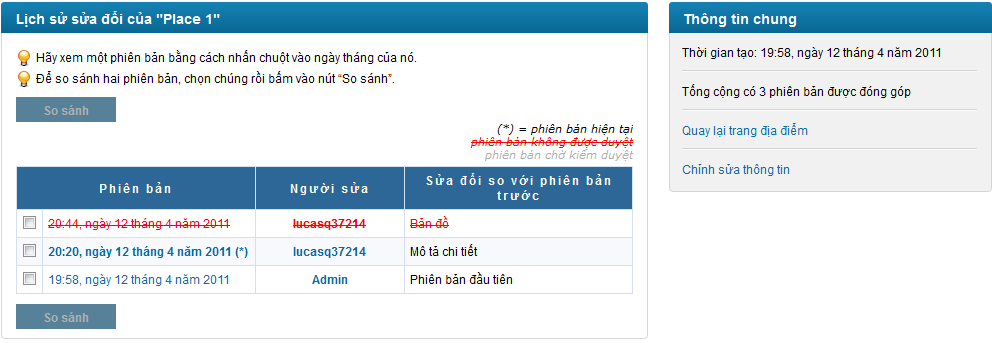 Lịch sử sửa đổi của "Place 1"
Hãy xem một phiên bản bằng cách nhấn chuột vào ngày tháng của nó.
Để so sánh hai phiên bản, chọn chúng rồi bấm vào nút “So sánh”.
So sánh
(*) = phiên bản hiện tại
phiên bản không được duyệt
phiên bản chờ kiểm duyệt
Phiên bản Người sửa Sửa đổi so với phiên bản
trước
20:44, ngày 12 tháng 4 năm 2011 lucasq37214 Bản đồ
20:20, ngày 12 tháng 4 năm 2011 (*) lucasq37214 Mô tả chi tiết
19:58, ngày 12 tháng 4 năm 2011 Admin Phiên bản đầu tiên
So sánh
Thông tin chung
Thời gian tạo: 19:58, ngày 12 tháng 4 năm 2011
Tổng cộng có 3 phiên bản được đóng góp
Quay lại trang địa điểm
Chỉnh sửa thông tin